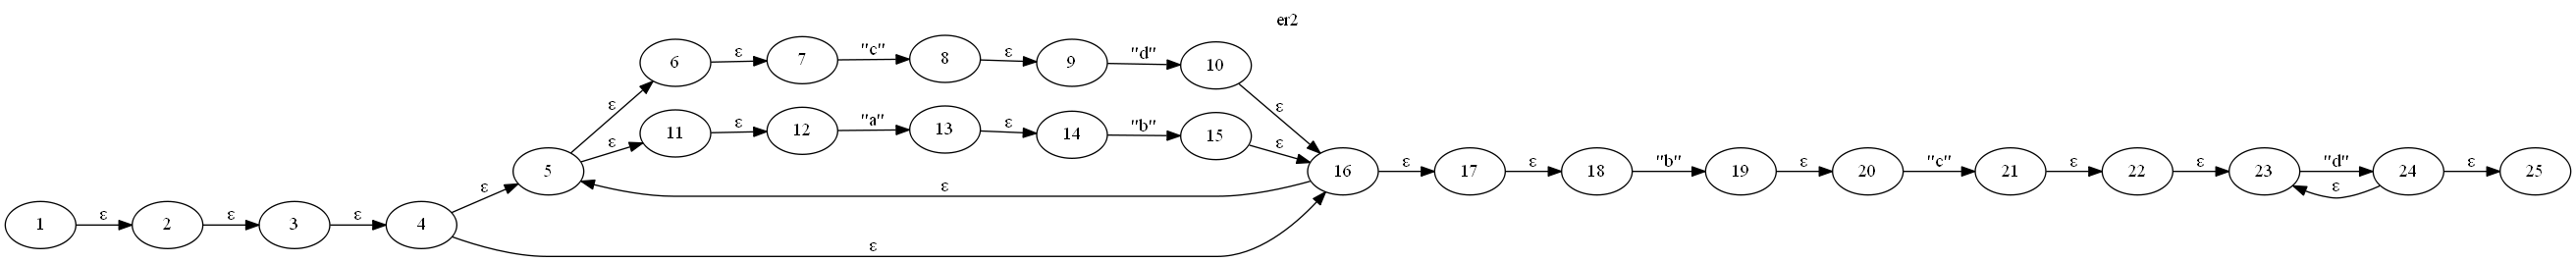 er2
6 ε 7 "c" 8 ε 9 "d" 10
ε ε
11 ε 12 "a" 13 ε 14 "b" 15
ε ε
5 16 ε 17 ε 18 "b" 19 ε 20 "c" 21 ε 22 ε 23 "d" 24 ε 25
ε ε ε
1 ε 2 ε 3 ε 4
ε